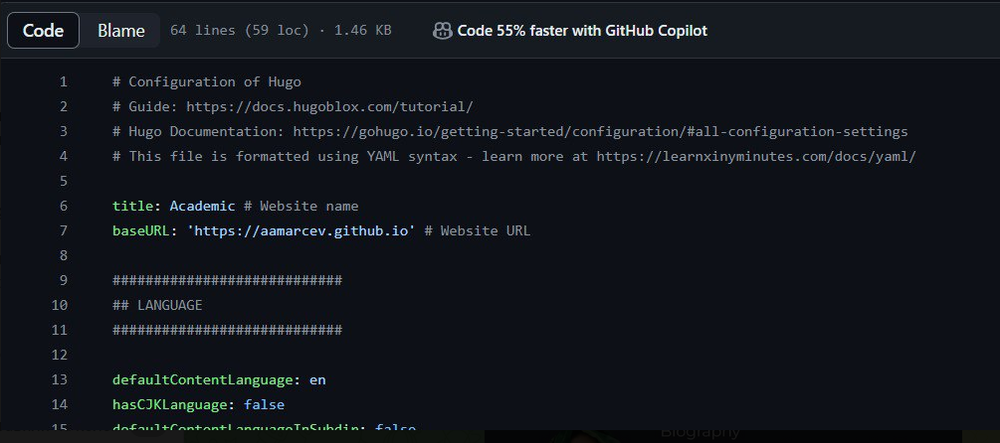 Code Blame 64 lines (59 loc) · 1.46 KB Code 55% faster with GitHub Copilot
1 # Configuration of Hugo
2 # Guide: https://docs.hugoblox.com/tutorial/
3 # Hugo Documentation: https://gohugo.io/getting-started/configuration/#all-configuration-settings
4 # This file is formatted using YAML syntax - learn more at https://learnxinyminutes.com/docs/yaml/
5
6 title: Academic # Website name
7 baseURL: 'https://aamarcev.github.io' # Website URL
8
9 ############################
10 ## LANGUAGE
11 ############################
12
13 defaultContentLanguage: en
14 hasCJKLanguage: false
15 defaultContentLanguageInSubdir: false
Biography